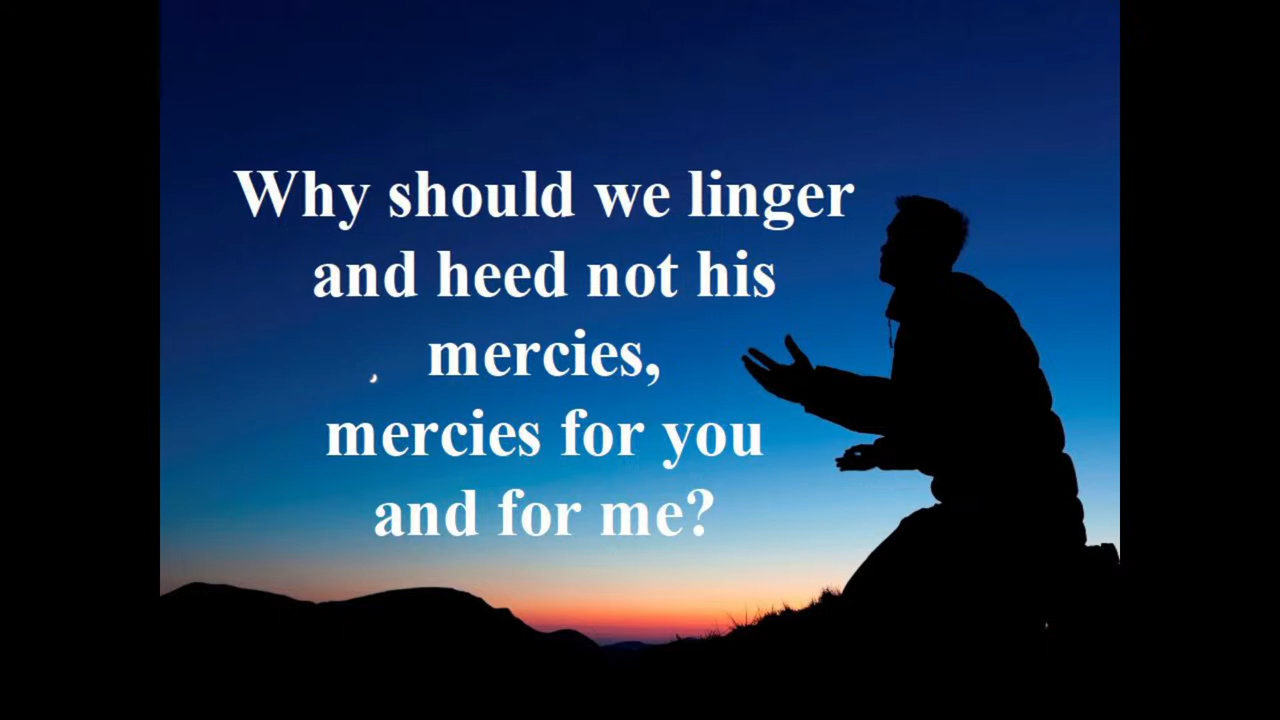 Why should we linger
and heed not his
mercies,
mercies for you
and for me?